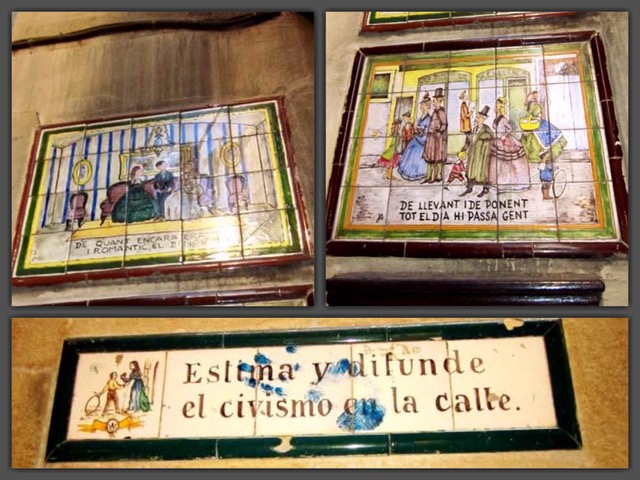 DE QUANT ENCARA
I ROMANTIC, EL
DE LLEVANT I DE PONENT
TOT EL DIA HI PASSA GENT
Estima y difunde
el civismo en la calle.